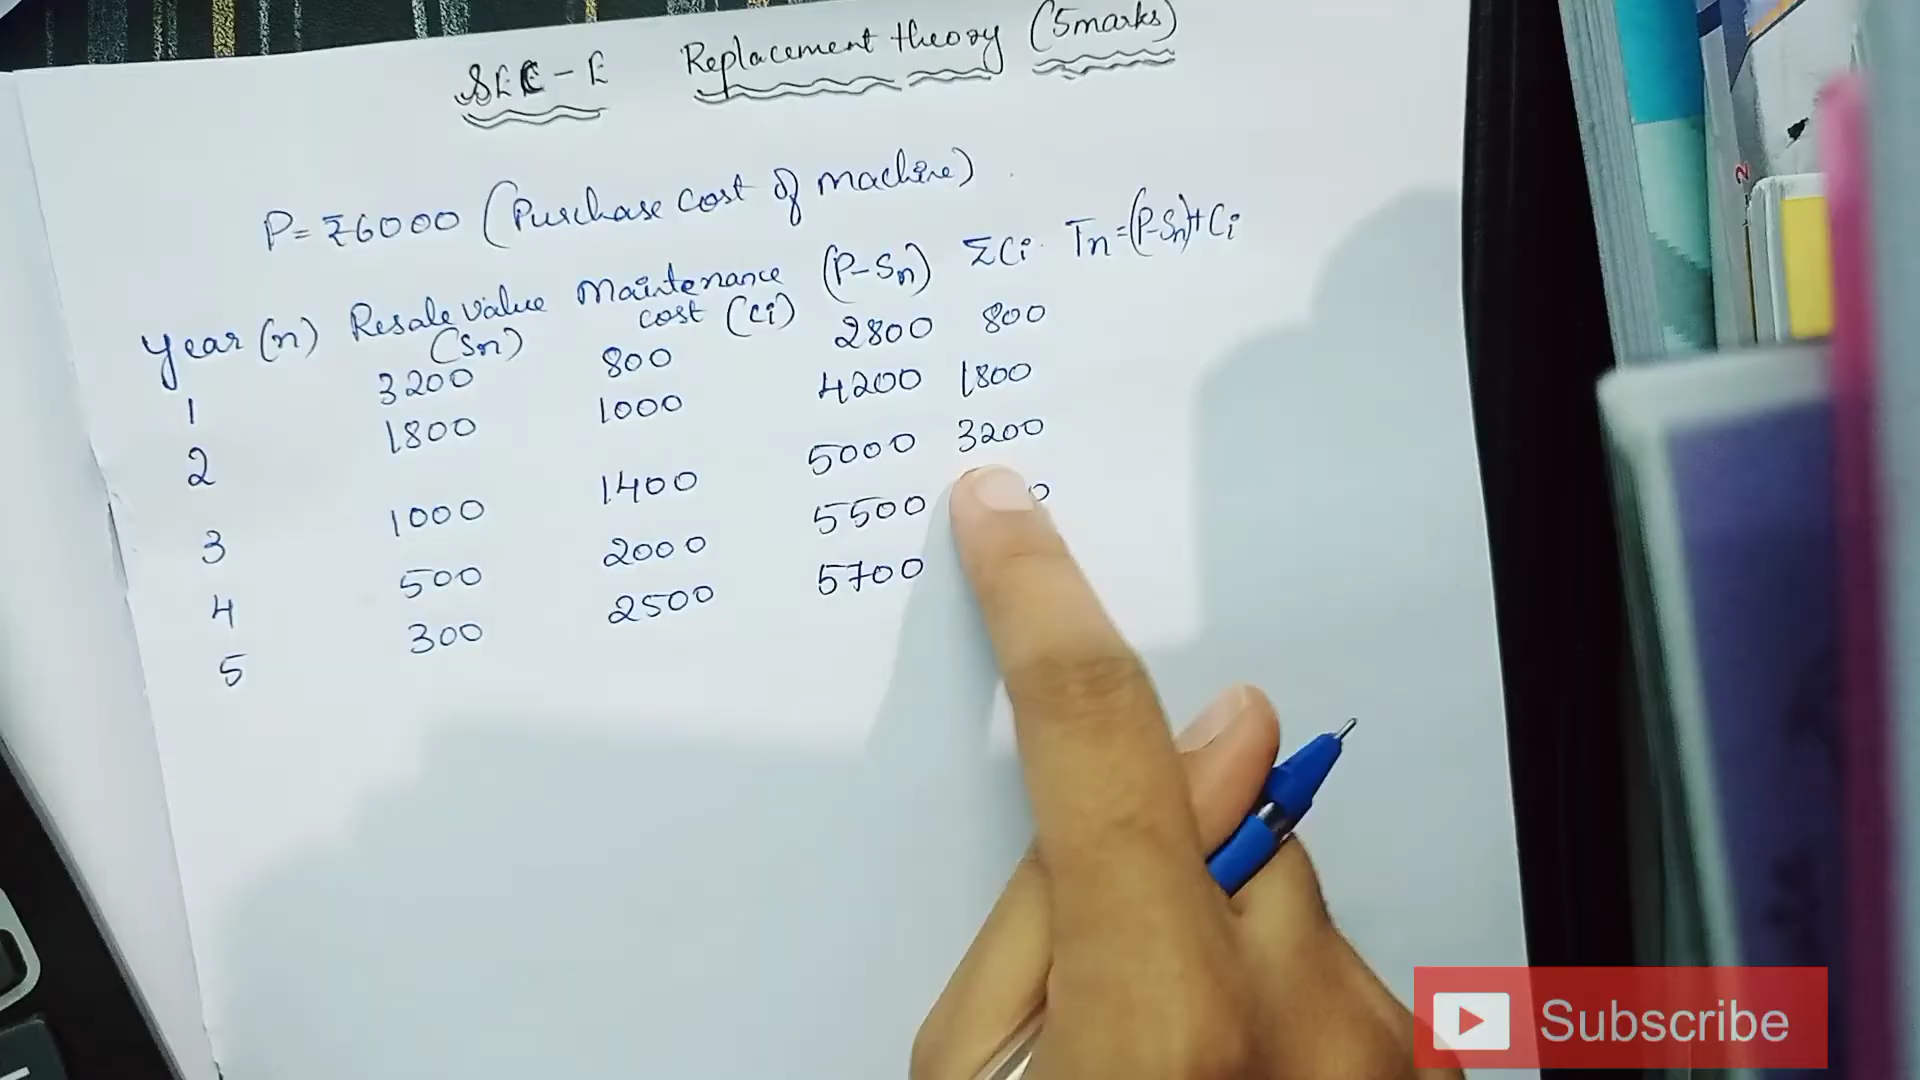 SEC-E Replacement theory (5marks)
P=₹6000 (Purchase cost of machine)
Year (n) Resale value (Sn) Maintenance cost (Ci) (P-Sn) ΣCi Tn=(P-Sn)+Ci
1 3200 800 2800 800
2 1800 1000 4200 1800
3 1000 1400 5000 3200
4 500 2000 5500
5 300 2500 5700
Subscribe